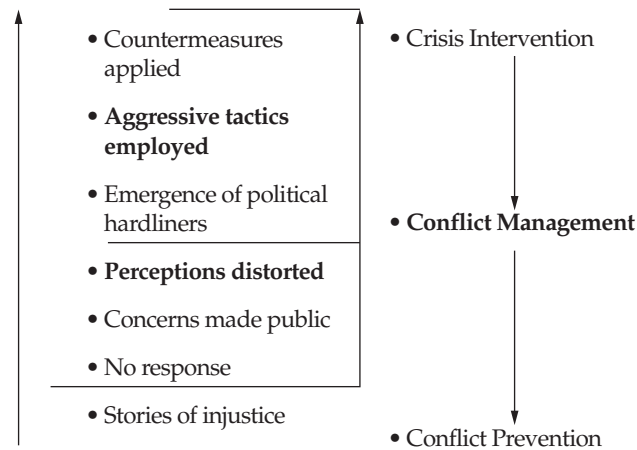 • Countermeasures
applied
• Aggressive tactics
employed
• Emergence of political
hardliners
• Perceptions distorted
• Concerns made public
• No response
• Stories of injustice
• Crisis Intervention
• Conflict Management
• Conflict Prevention